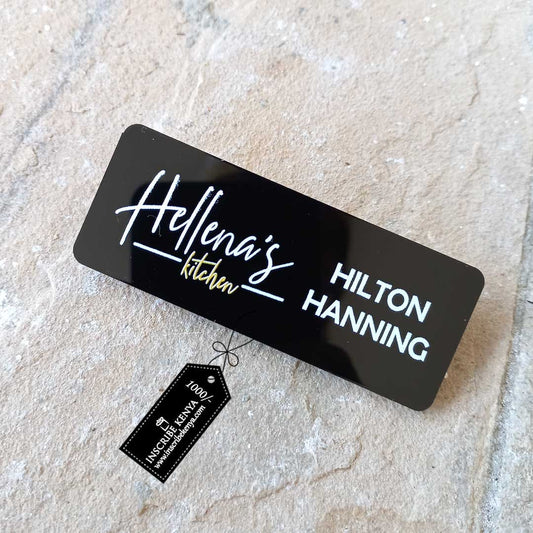 Hellena's
kitchen
HILTON
HANNING
1000/-
INSCRIBE KENYA
www.inscribekenya.com